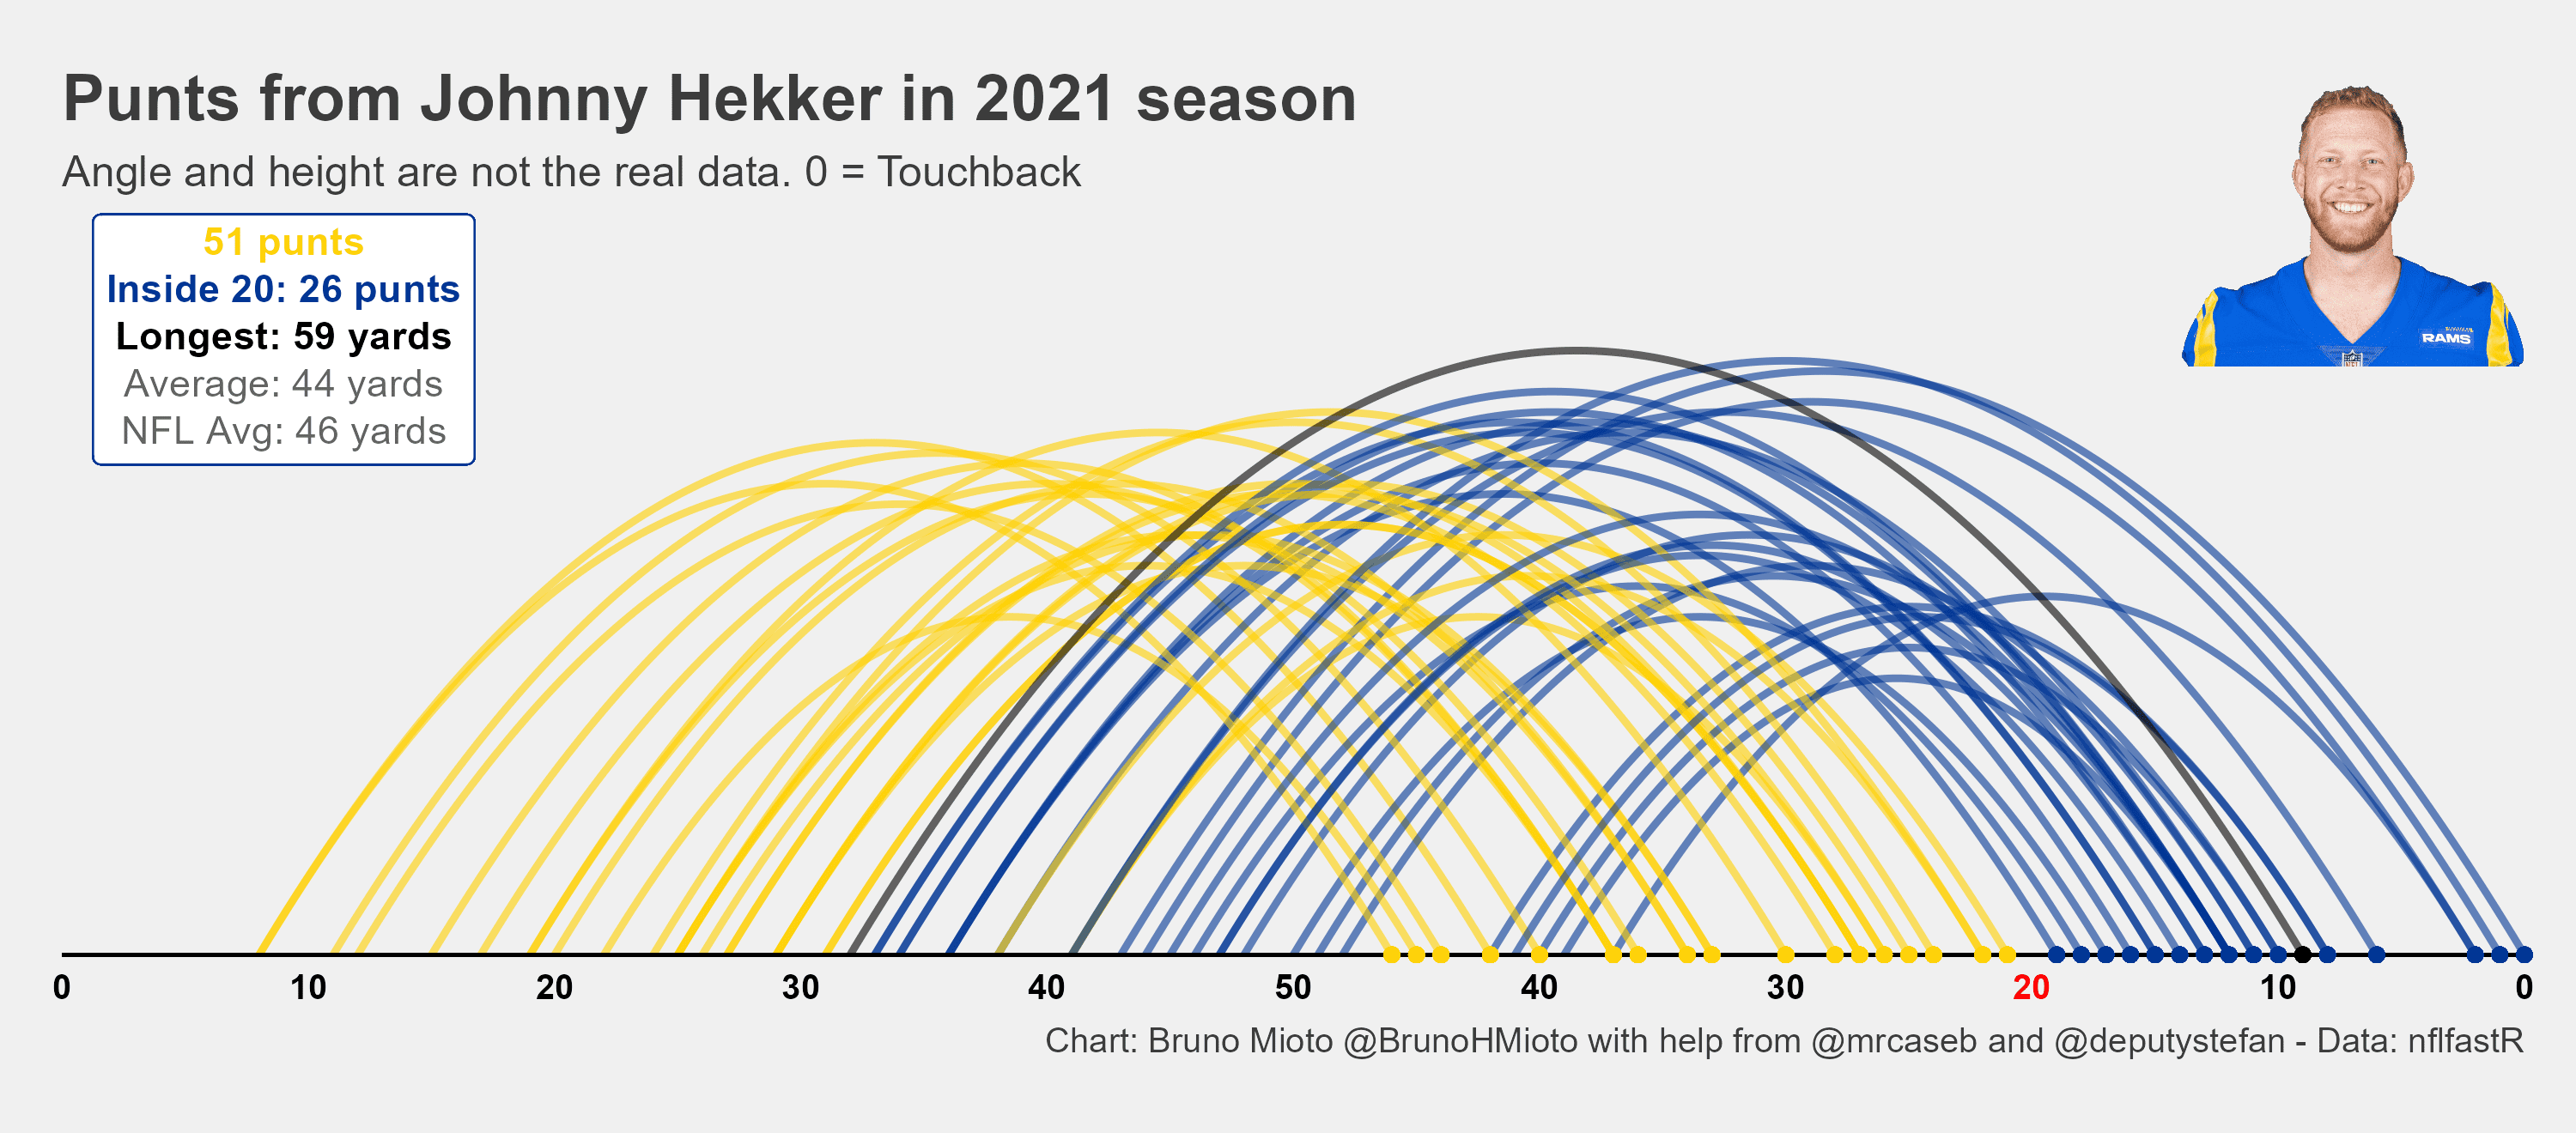 Punts from Johnny Hekker in 2021 season
Angle and height are not the real data. 0 = Touchback
51 punts
Inside 20: 26 punts
Longest: 59 yards
Average: 44 yards
NFL Avg: 46 yards
RAMS
0 10 20 30 40 50 40 30 20 10 0
Chart: Bruno Mioto @BrunoHMioto with help from @mrcaseb and @deputystefan - Data: nflfastR